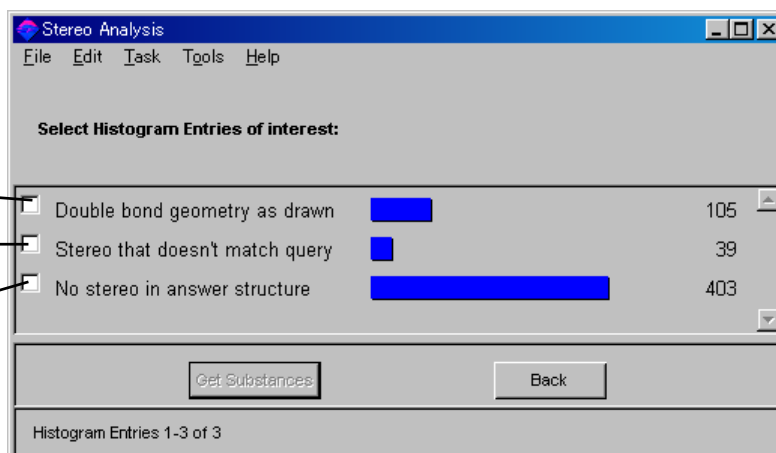 Stereo Analysis
File Edit Task Tools Help
Select Histogram Entries of interest:
Double bond geometry as drawn 105
Stereo that doesn't match query 39
No stereo in answer structure 403
Get Substances Back
Histogram Entries 1-3 of 3